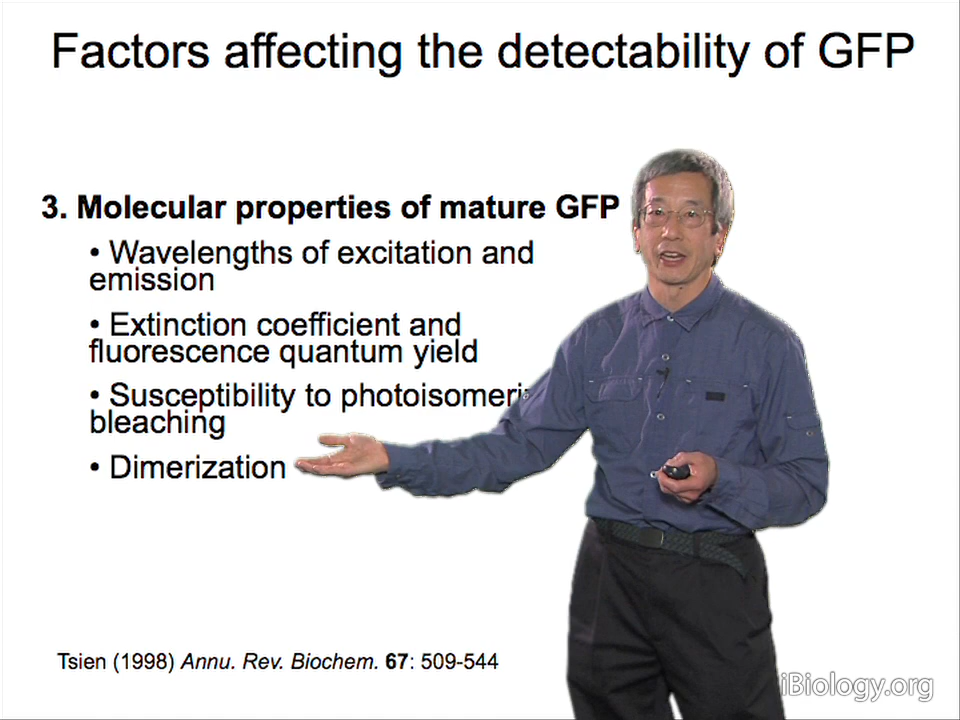 Factors affecting the detectability of GFP
3. Molecular properties of mature GFP
• Wavelengths of excitation and
emission
• Extinction coefficient and
fluorescence quantum yield
• Susceptibility to
bleaching
• Dimerization
Tsien (1998) Annu. Rev. Biochem. 67: 509-544
iBiology.org